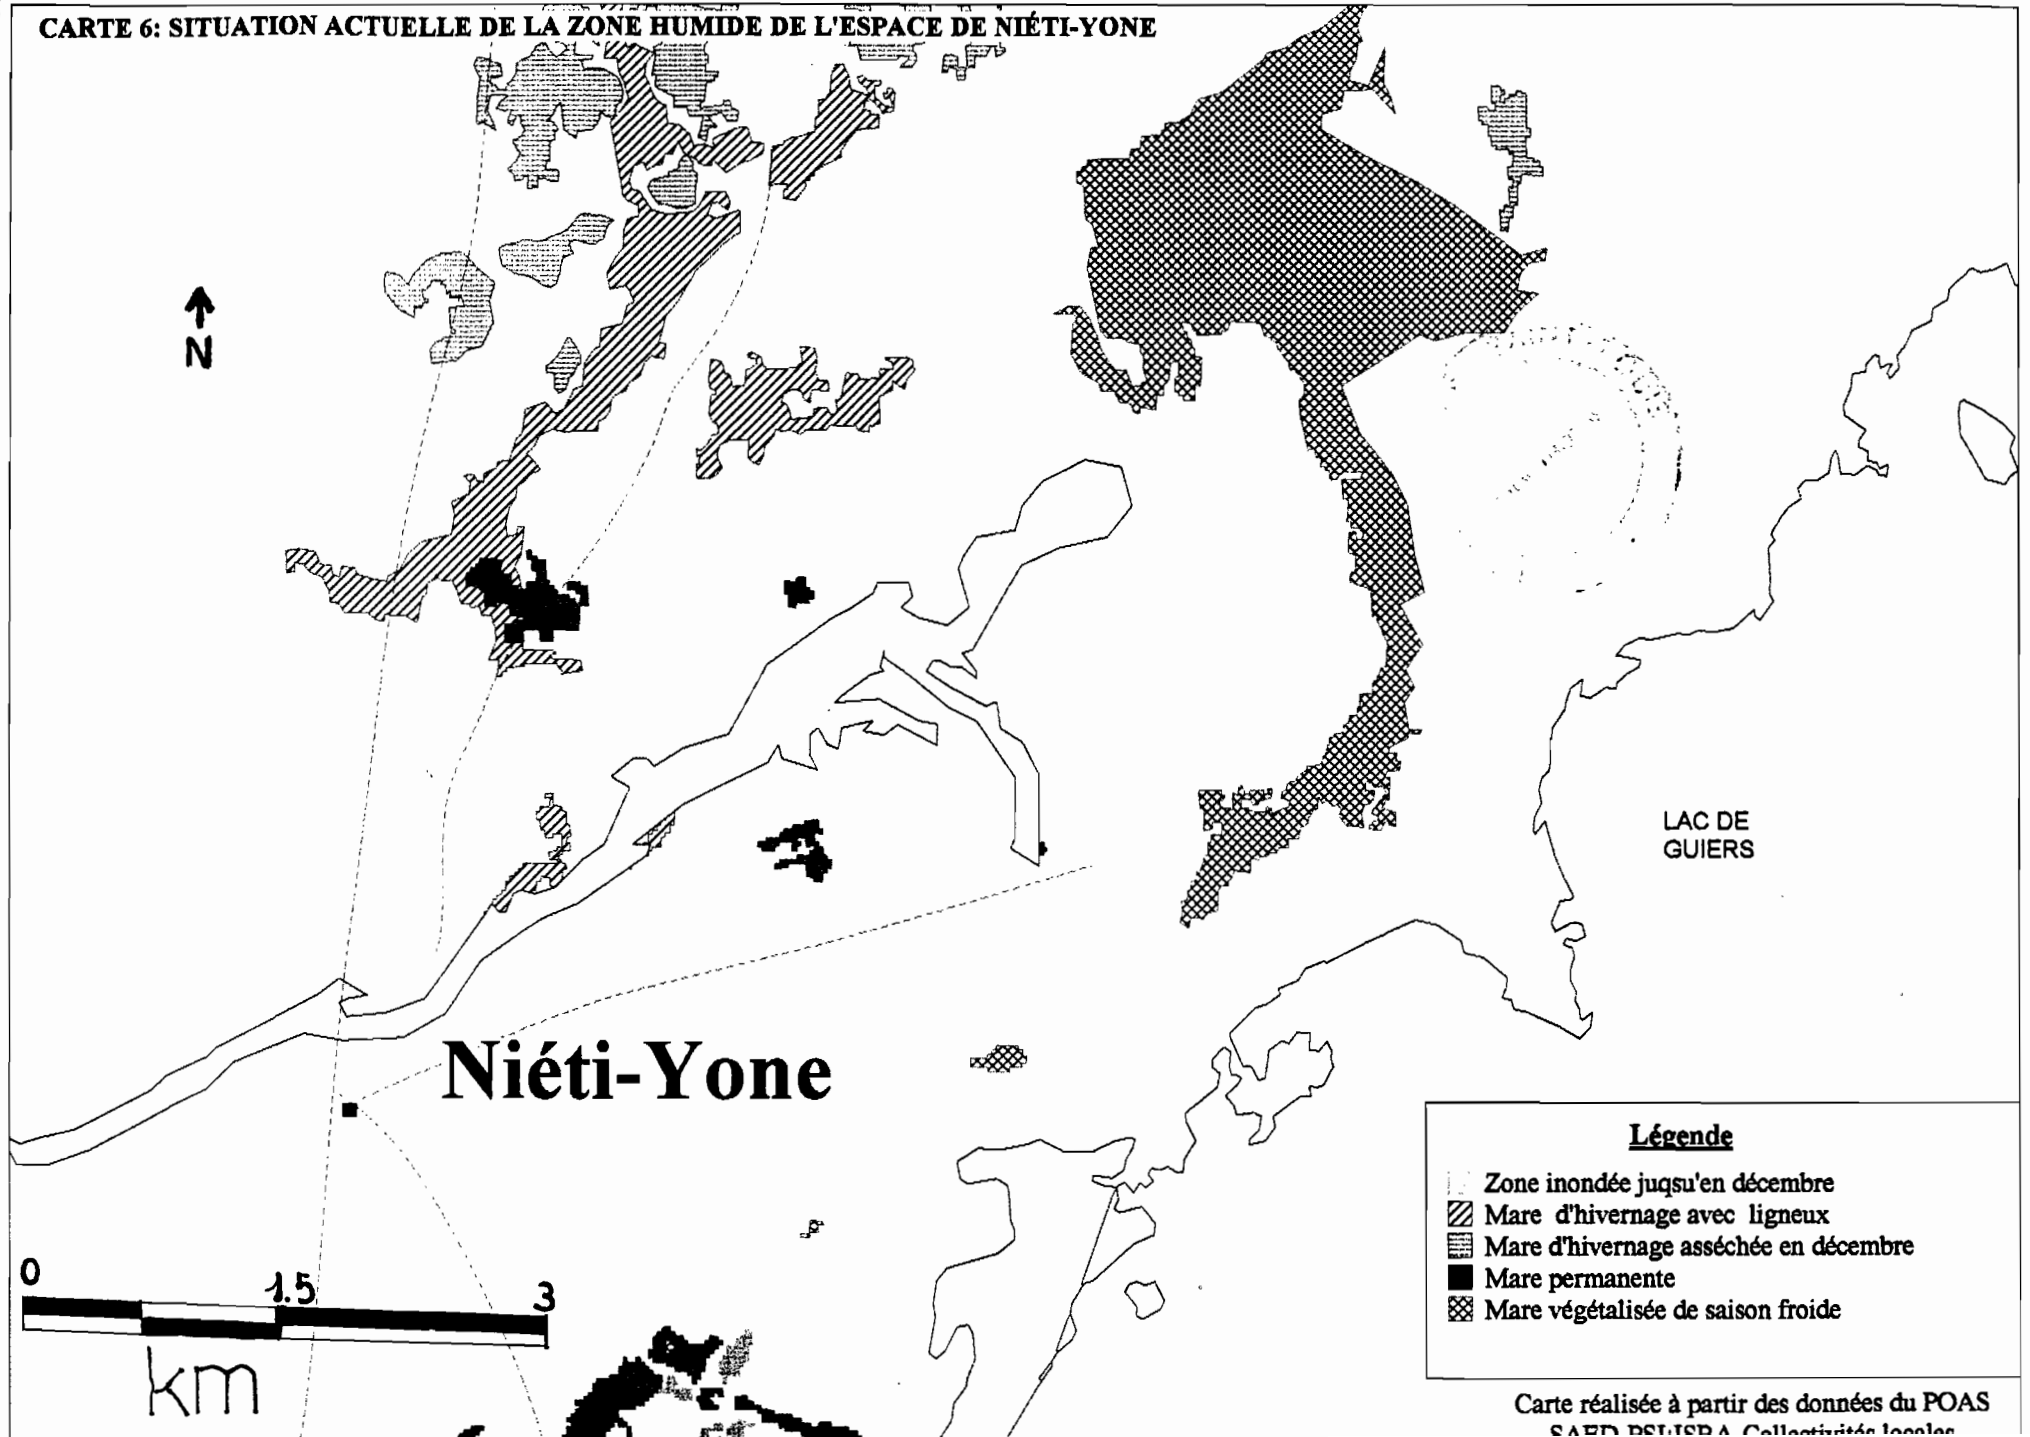 CARTE 6: SITUATION ACTUELLE DE LA ZONE HUMIDE DE L'ESPACE DE NIÉTI-YONE
N
LAC DE
GUIERS
Niéti-Yone
Légende
Zone inondée juqsu'en décembre
Mare d'hivernage avec ligneux
Mare d'hivernage asséchée en décembre
Mare permanente
Mare végétalisée de saison froide
0 1.5 3
km
Carte réalisée à partir des données du POAS
locales